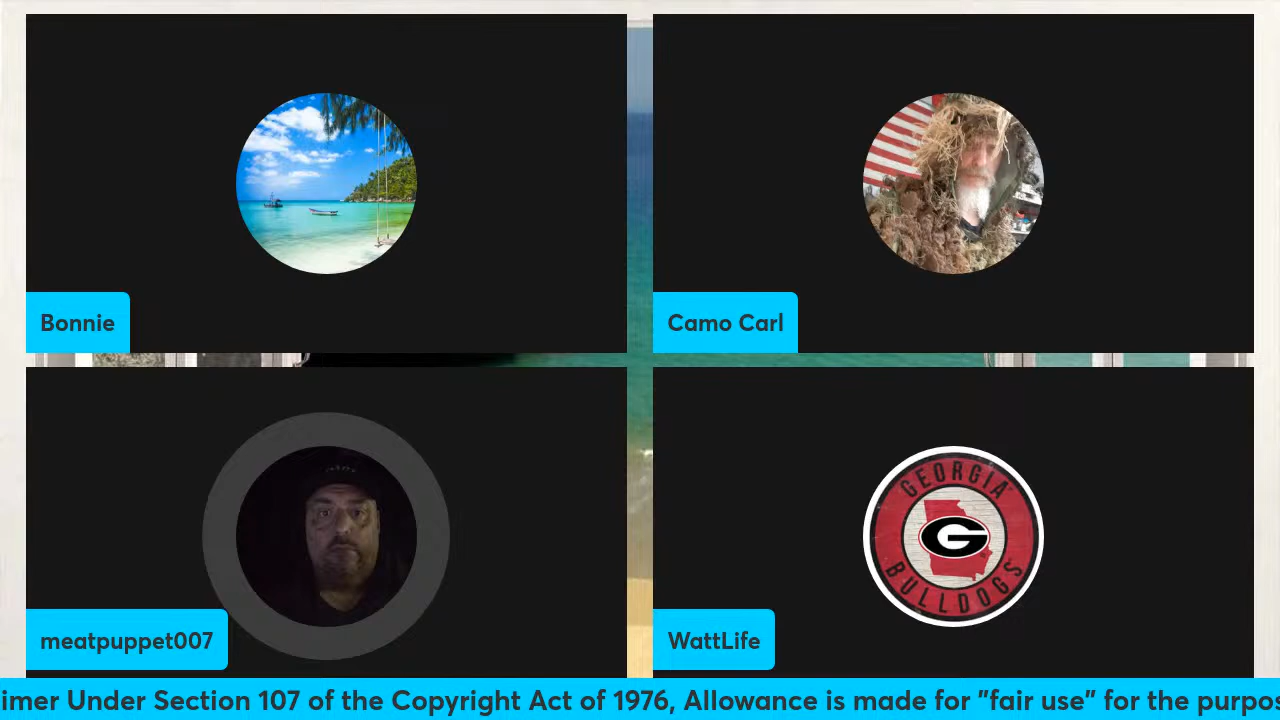 Bonnie
Camo Carl
meatpuppet007
GEORGIA
G
BULLDOGS
WattLife
imer Under Section 107 of the Copyright Act of 1976, Allowance is made for "fair use" for the purpos